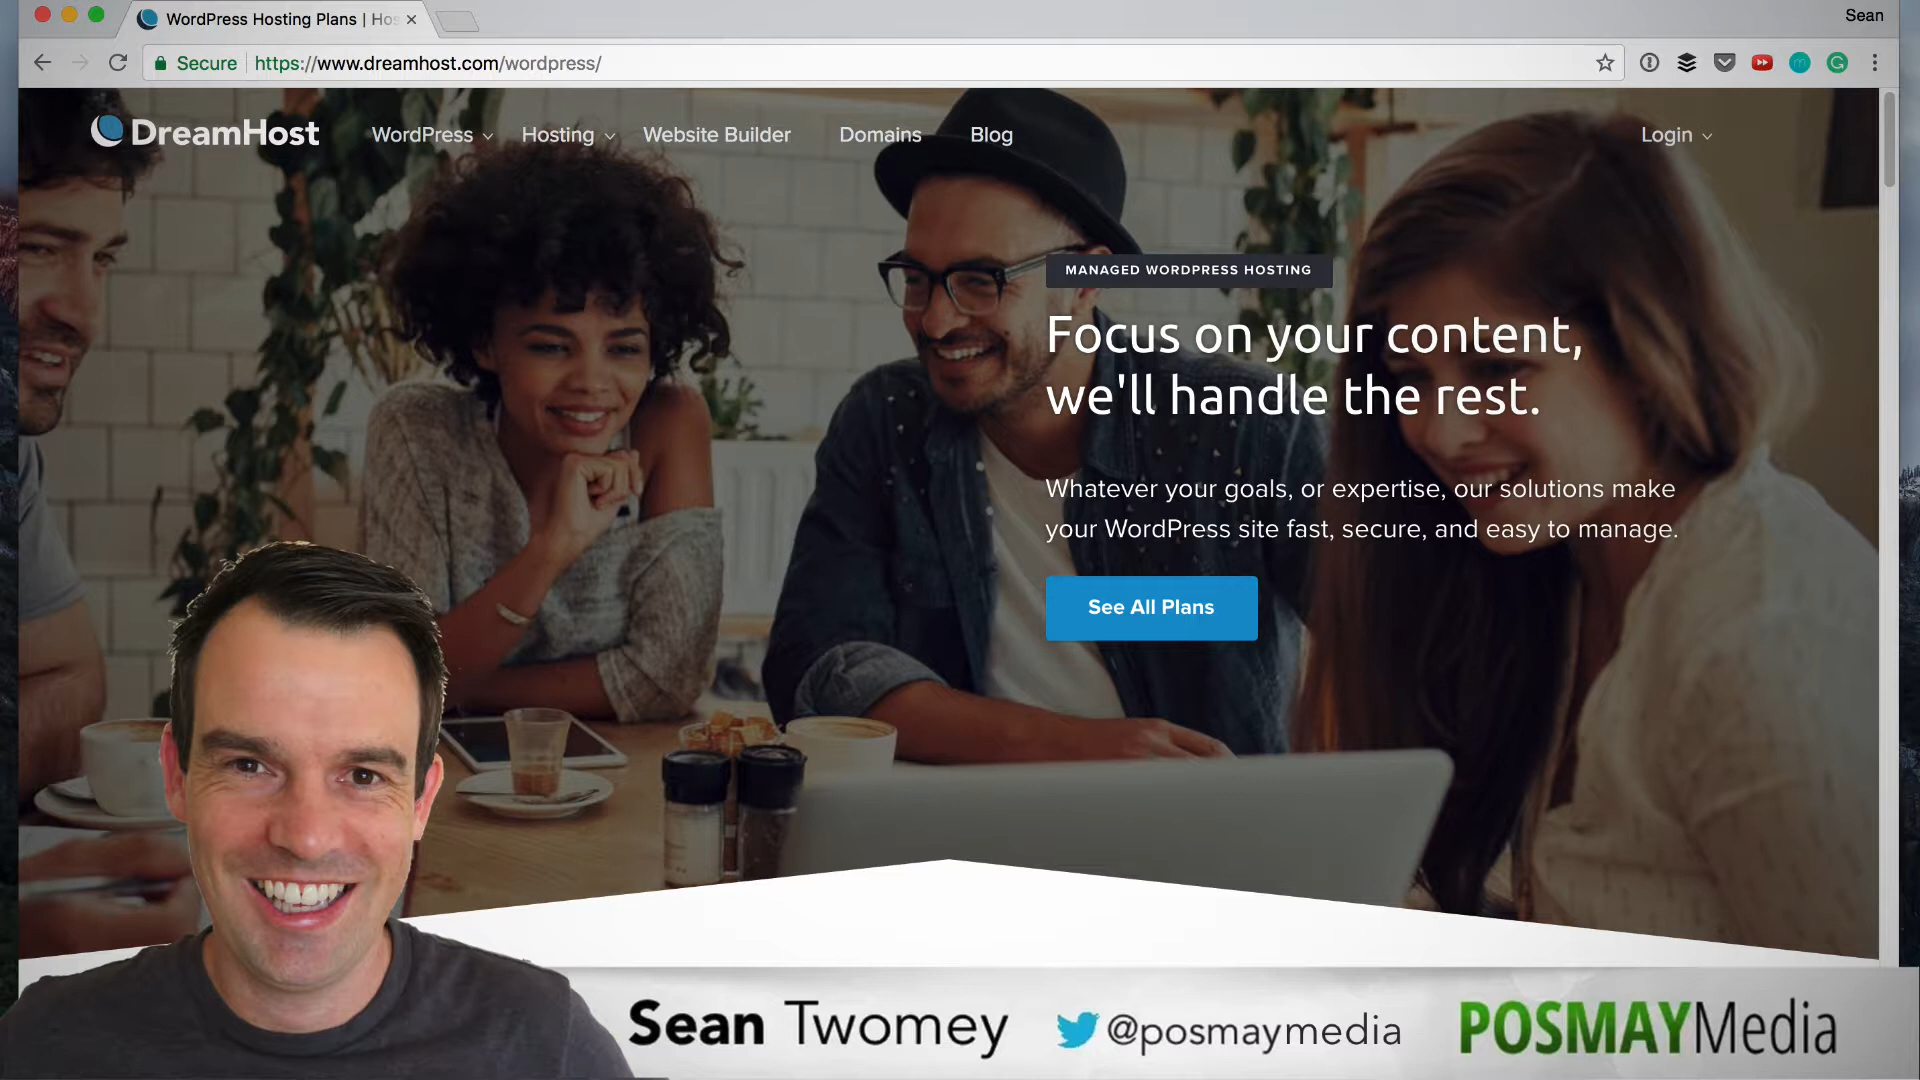 WordPress Hosting Plans | Hos
Sean
Secure
https://www.dreamhost.com/wordpress/
DreamHost
WordPress
Hosting
Website Builder
Domains
Blog
Login
MANAGED WORDPRESS HOSTING
Focus on your content,
we'll handle the rest.
Whatever your goals, or expertise, our solutions make
your WordPress site fast, secure, and easy to manage.
See All Plans
Sean Twomey
@posmaymedia
POSMAYMedia